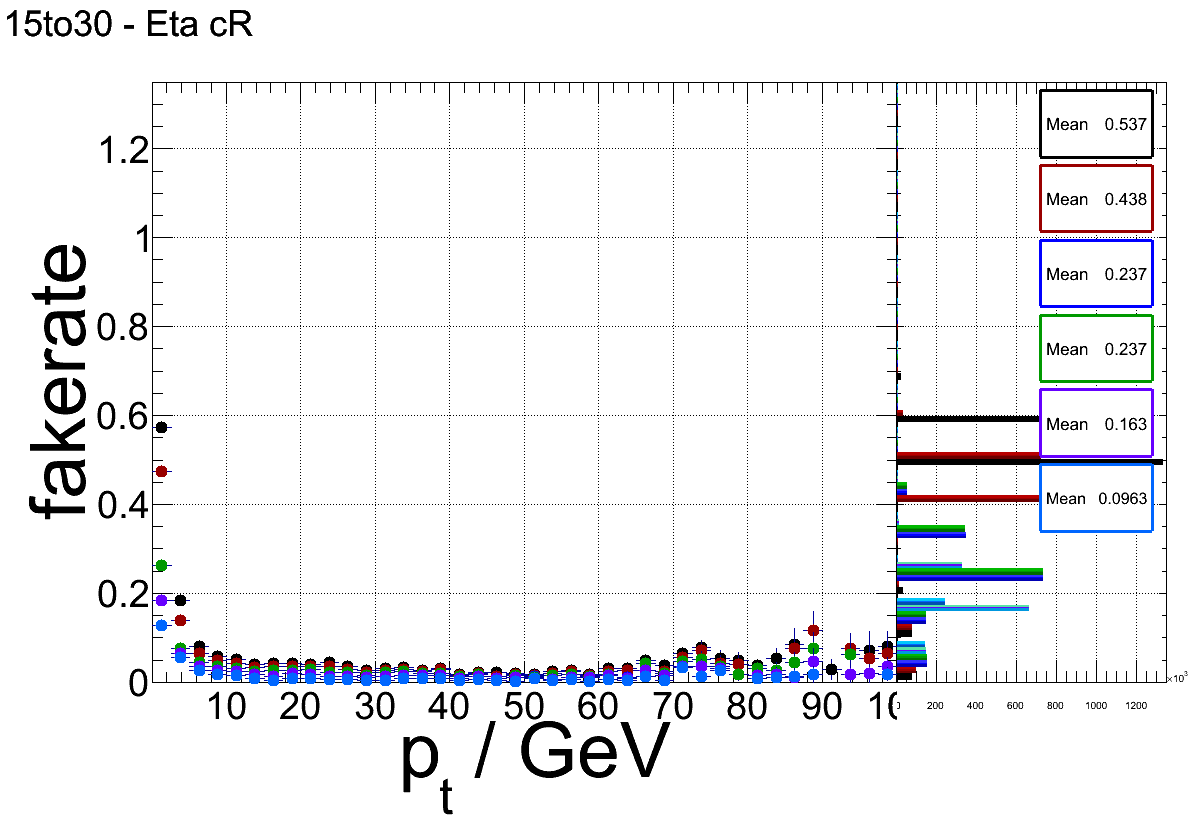 15to30 - Eta cR
fakerate
1.2
1
0.8
0.6
0.4
0.2
0
10 20 30 40 50 60 70 80 90 10
p_t / GeV
Mean 0.537
Mean 0.438
Mean 0.237
Mean 0.237
Mean 0.163
Mean 0.0963
0 200 400 600 800 1000 1200
×10³